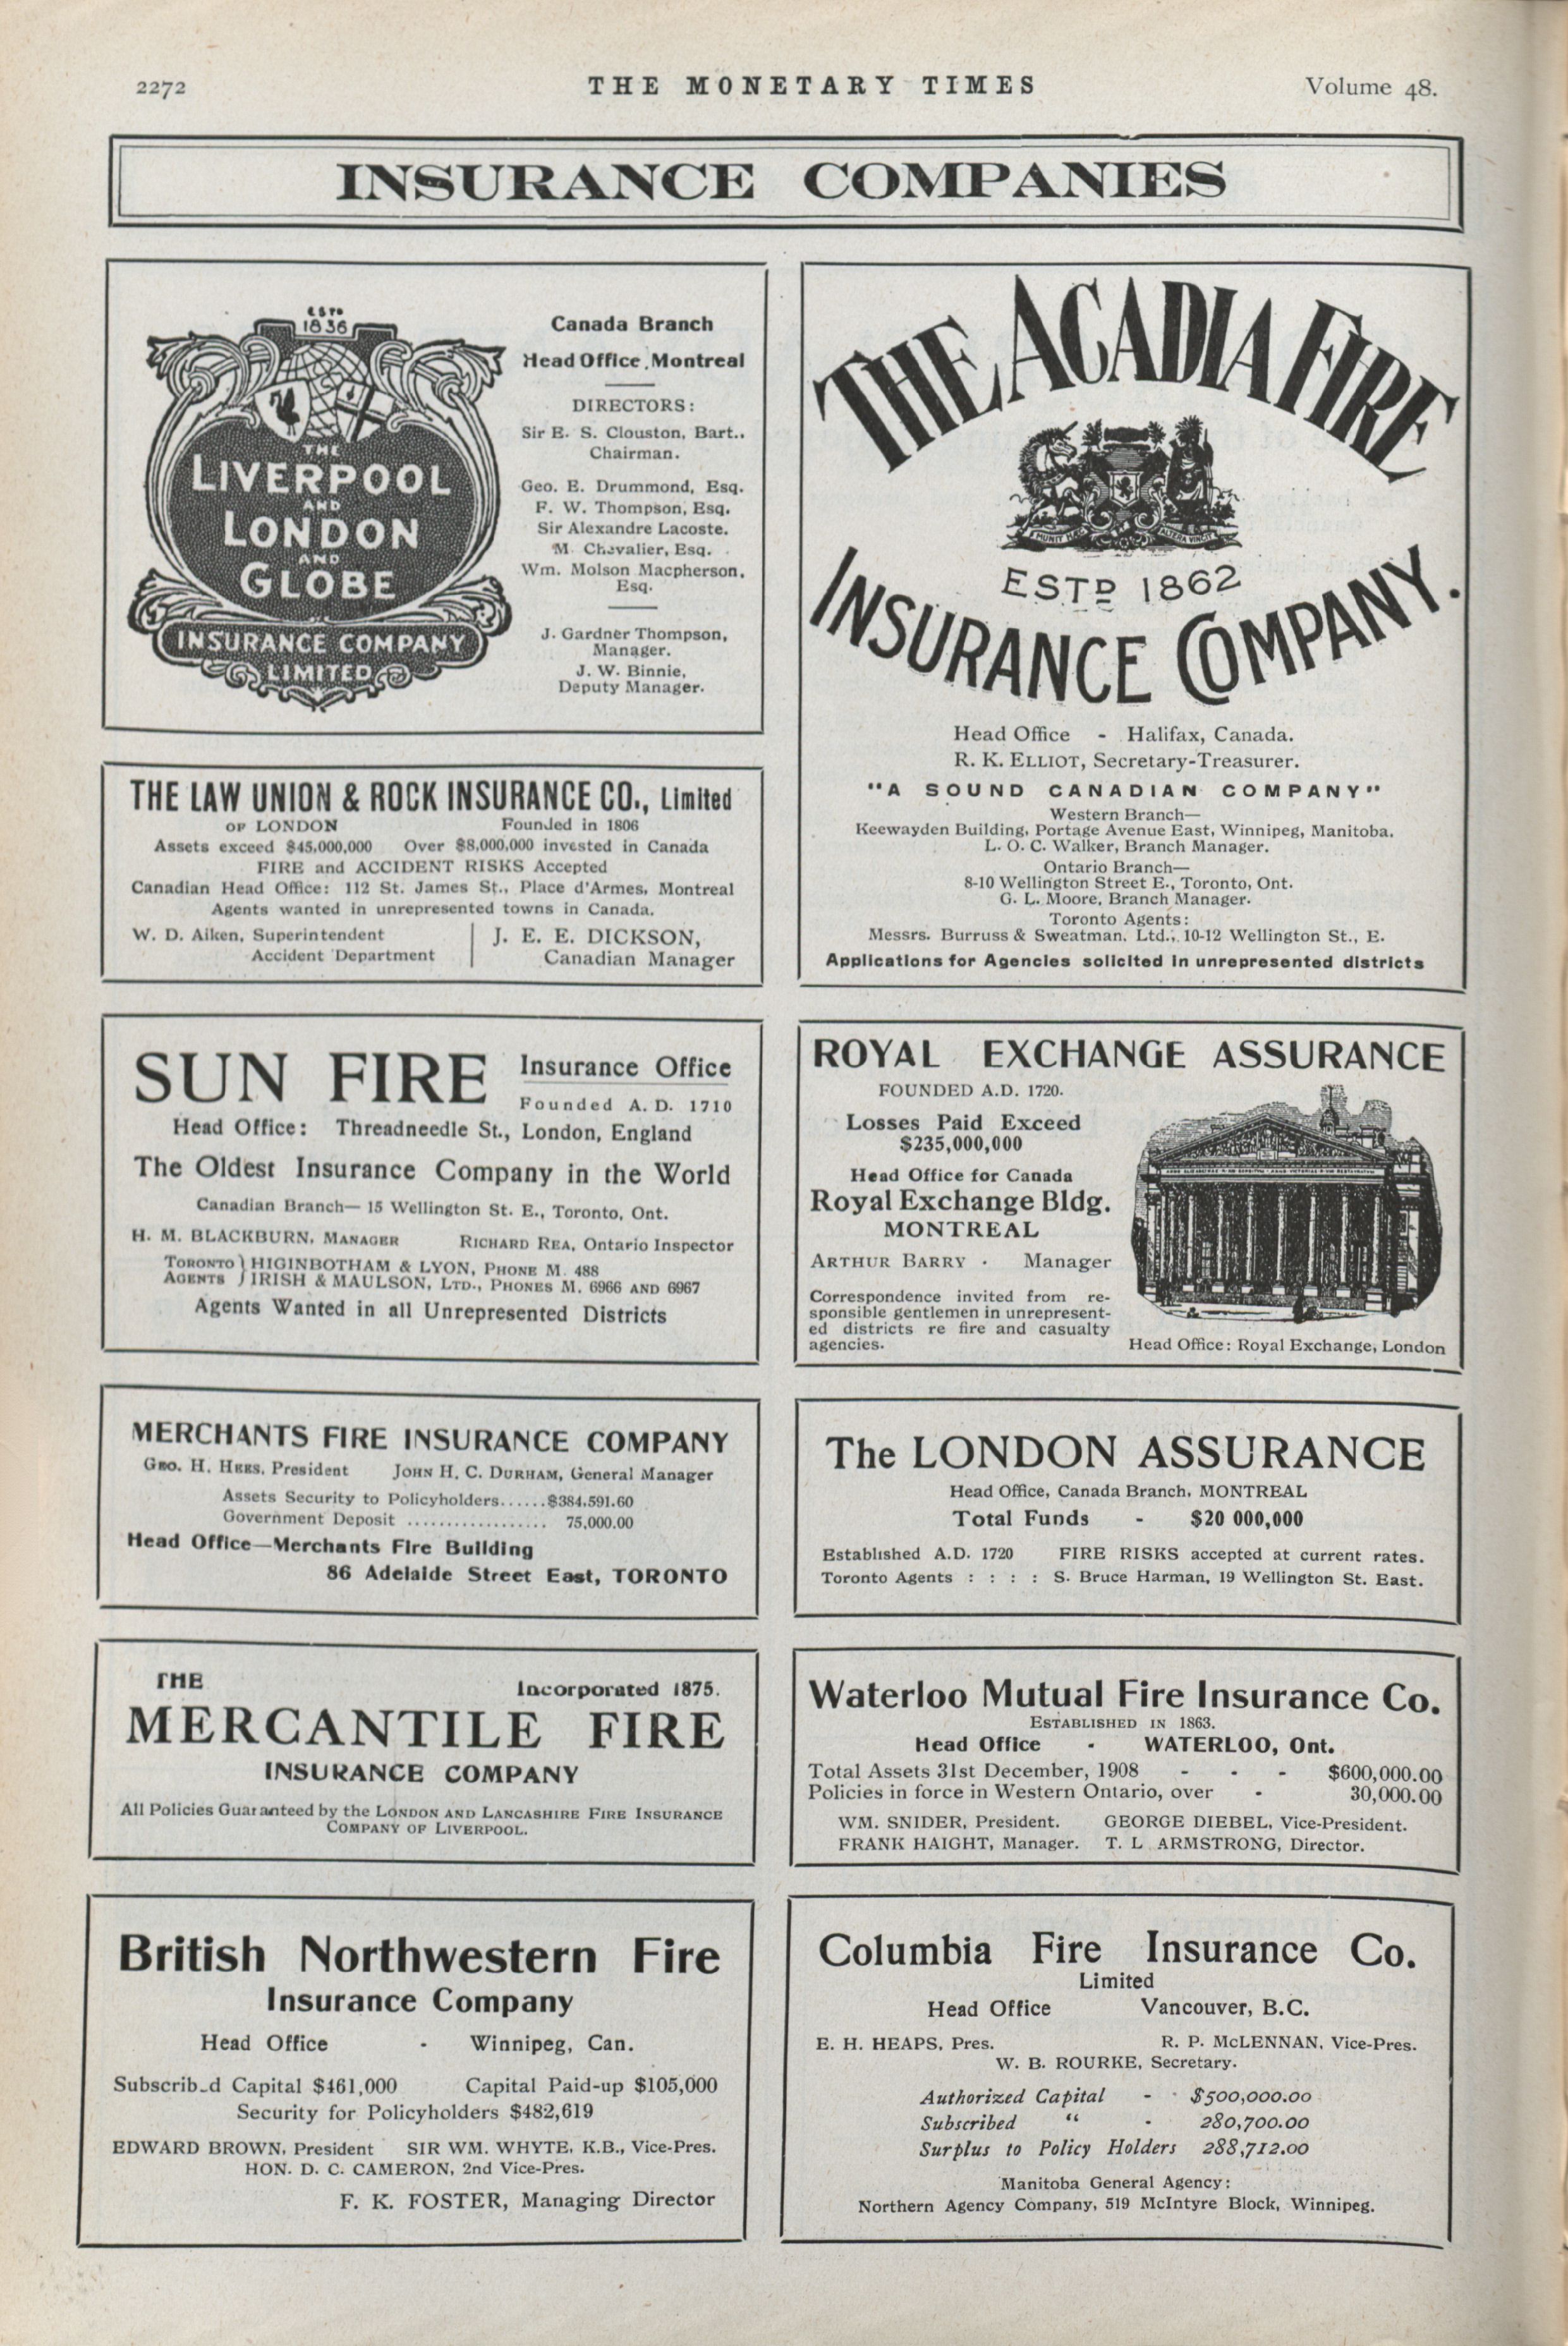 2272 THE MONETARY TIMES Volume 48.
INSURANCE COMPANIES
ESTD
1836
THE
LIVERPOOL
AND
LONDON
AND
GLOBE
INSURANCE COMPANY
LIMITED
Canada Branch
Head Office, Montreal
DIRECTORS:
Sir E. S. Clouston, Bart.,
Chairman.
Geo. E. Drummond, Esq.
F. W. Thompson, Esq.
Sir Alexandre Lacoste.
M. Chevalier, Esq.
Wm. Molson Macpherson,
Esq.
J. Gardner Thompson,
Manager.
J. W. Binnie,
Deputy Manager.
THE ACADIA FIRE
MUNIT HÆC ALTERA VINCIT
ESTD 1862
INSURANCE COMPANY.
Head Office - Halifax, Canada.
R. K. ELLIOT, Secretary-Treasurer.
"A SOUND CANADIAN COMPANY"
Western Branch—
Keewayden Building, Portage Avenue East, Winnipeg, Manitoba.
L. O. C. Walker, Branch Manager.
Ontario Branch—
8-10 Wellington Street E., Toronto, Ont.
G. L. Moore, Branch Manager.
Toronto Agents:
Messrs. Burruss & Sweatman, Ltd., 10-12 Wellington St., E.
Applications for Agencies solicited in unrepresented districts
THE LAW UNION & ROCK INSURANCE CO., Limited
OF LONDON Founded in 1806
Assets exceed $45,000,000 Over $8,000,000 invested in Canada
FIRE and ACCIDENT RISKS Accepted
Canadian Head Office: 112 St. James St., Place d'Armes, Montreal
Agents wanted in unrepresented towns in Canada.
W. D. Aiken, Superintendent
Accident Department
J. E. E. DICKSON,
Canadian Manager
SUN FIRE Insurance Office
Founded A. D. 1710
Head Office: Threadneedle St., London, England
The Oldest Insurance Company in the World
Canadian Branch— 15 Wellington St. E., Toronto, Ont.
H. M. BLACKBURN, MANAGER RICHARD REA, Ontario Inspector
TORONTO } HIGINBOTHAM & LYON, PHONE M. 488
AGENTS } IRISH & MAULSON, LTD., PHONES M. 6966 AND 6967
Agents Wanted in all Unrepresented Districts
ROYAL EXCHANGE ASSURANCE
FOUNDED A.D. 1720.
Losses Paid Exceed
$235,000,000
Head Office for Canada
Royal Exchange Bldg.
MONTREAL
ARTHUR BARRY - Manager
Correspondence invited from re-
sponsible gentlemen in unrepresent-
ed districts re fire and casualty
agencies.
Head Office: Royal Exchange, London
MERCHANTS FIRE INSURANCE COMPANY
GEO. H. HEES, President JOHN H. C. DURHAM, General Manager
Assets Security to Policyholders......$384,591.60
Government Deposit .................. 75,000.00
Head Office—Merchants Fire Building
86 Adelaide Street East, TORONTO
The LONDON ASSURANCE
Head Office, Canada Branch, MONTREAL
Total Funds - $20 000,000
Established A.D. 1720 FIRE RISKS accepted at current rates.
Toronto Agents : : : : S. Bruce Harman, 19 Wellington St. East.
THE Incorporated 1875.
MERCANTILE FIRE
INSURANCE COMPANY
All Policies Guaranteed by the LONDON AND LANCASHIRE FIRE INSURANCE
COMPANY OF LIVERPOOL.
Waterloo Mutual Fire Insurance Co.
ESTABLISHED IN 1863.
Head Office - WATERLOO, Ont.
Total Assets 31st December, 1908 - - - $600,000.00
Policies in force in Western Ontario, over - 30,000.00
WM. SNIDER, President. GEORGE DIEBEL, Vice-President.
FRANK HAIGHT, Manager. T. L ARMSTRONG, Director.
British Northwestern Fire
Insurance Company
Head Office - Winnipeg, Can.
Subscribed Capital $461,000 Capital Paid-up $105,000
Security for Policyholders $482,619
EDWARD BROWN, President SIR WM. WHYTE, K.B., Vice-Pres.
HON. D. C. CAMERON, 2nd Vice-Pres.
F. K. FOSTER, Managing Director
Columbia Fire Insurance Co.
Limited
Head Office Vancouver, B.C.
E. H. HEAPS, Pres. R. P. McLENNAN, Vice-Pres.
W. B. ROURKE, Secretary.
Authorized Capital - - $500,000.00
Subscribed " - 280,700.00
Surplus to Policy Holders 288,712.00
Manitoba General Agency:
Northern Agency Company, 519 McIntyre Block, Winnipeg.